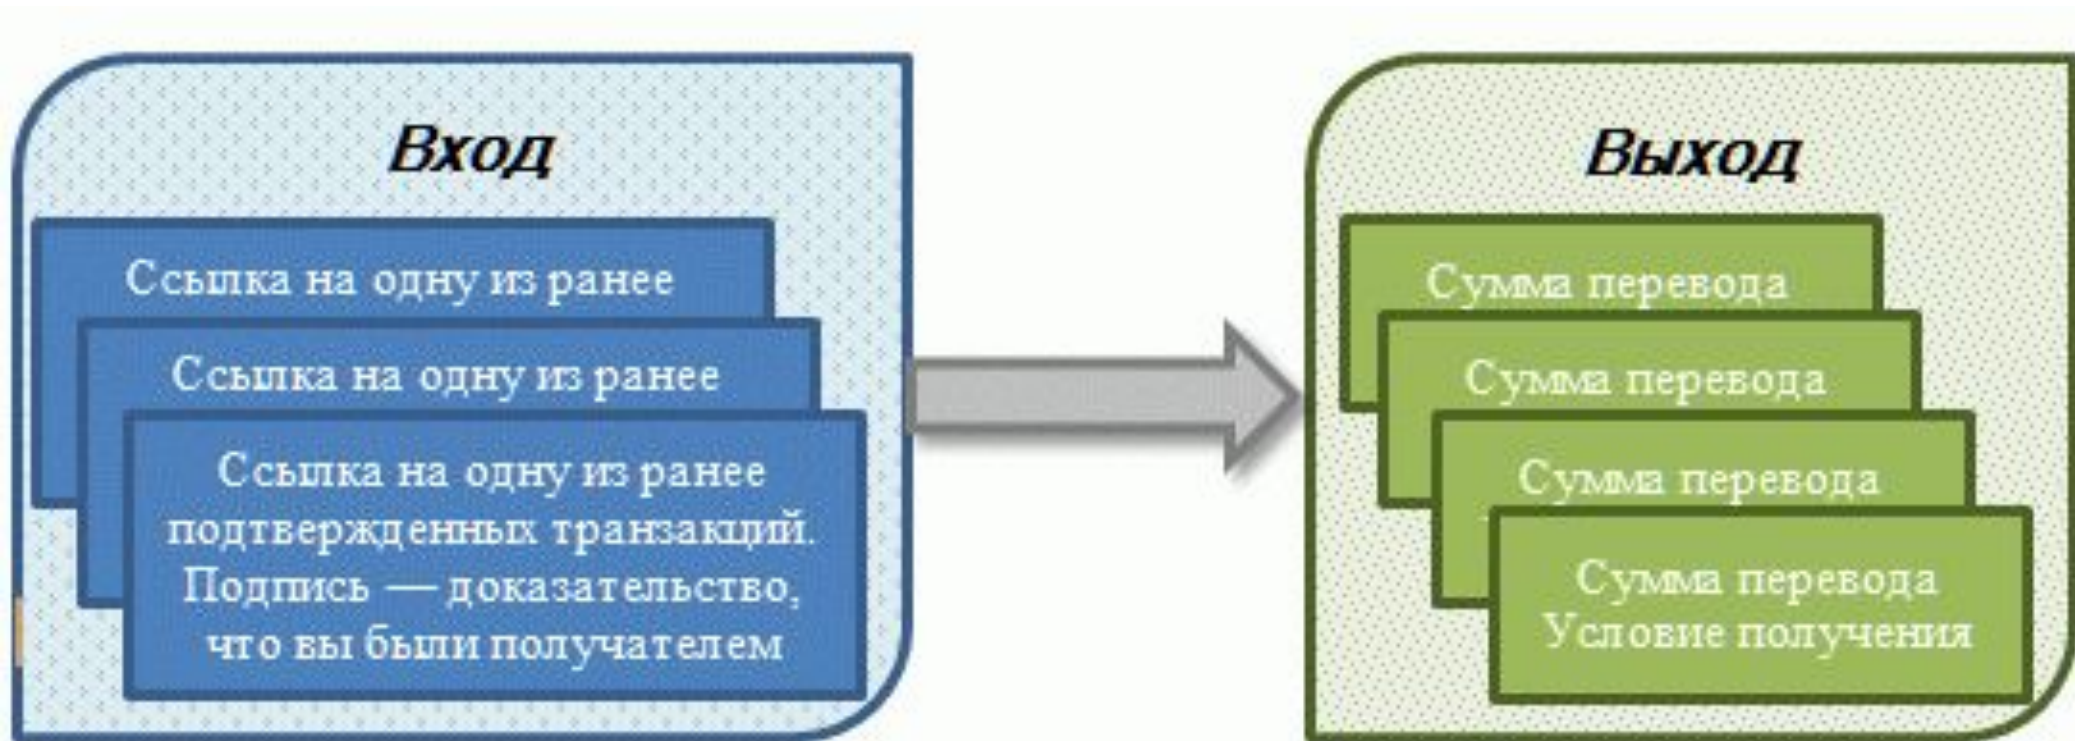 Вход
Ссылка на одну из ранее
Ссылка на одну из ранее
Ссылка на одну из ранее
подтвержденных транзакций.
Подпись — доказательство,
что вы были получателем
Выход
Сумма перевода
Сумма перевода
Сумма перевода
Сумма перевода
Условие получения